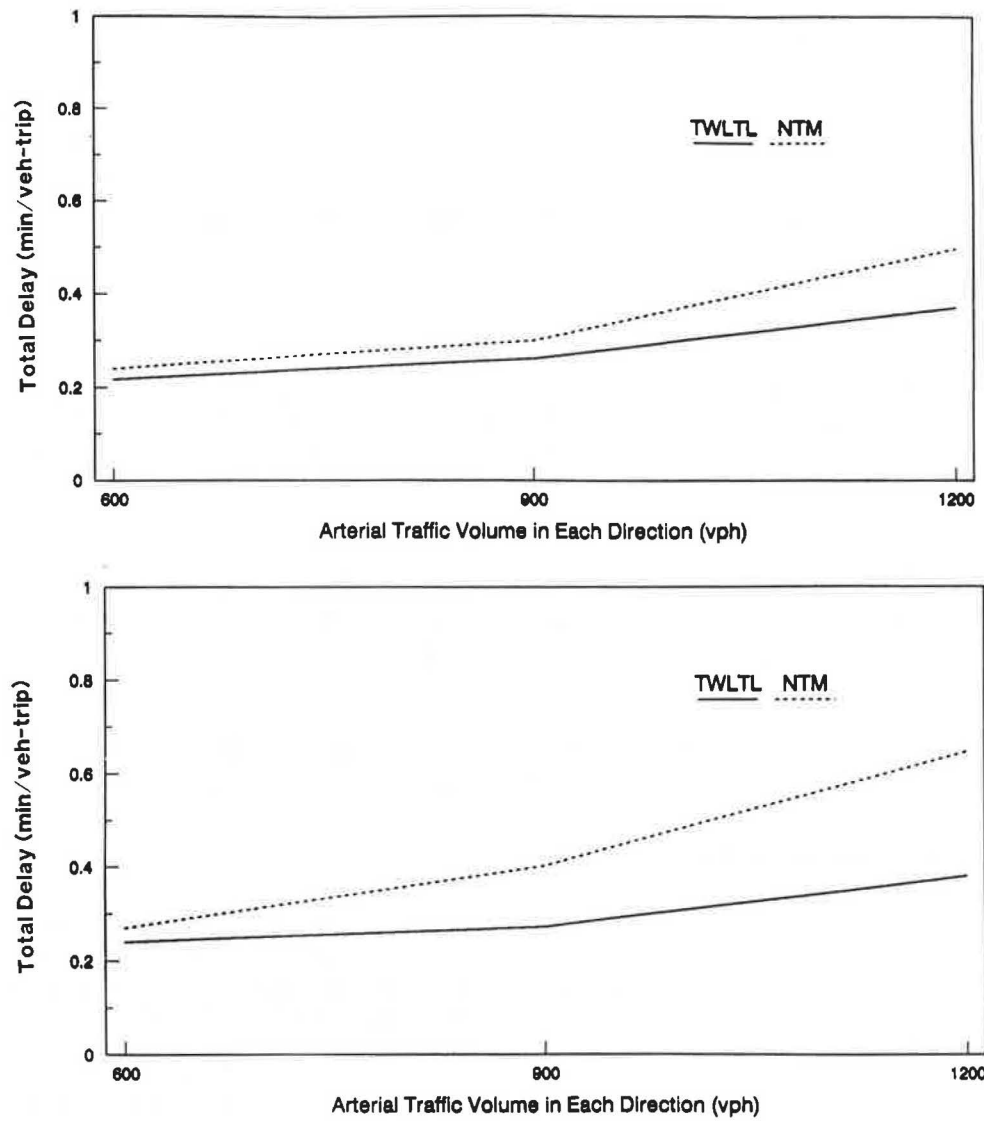 Total Delay (min/veh-trip)
1
0.8
0.6
0.4
0.2
0
TWLTL NTM
600 900 1200
Arterial Traffic Volume in Each Direction (vph)
Total Delay (min/veh-trip)
1
0.8
0.6
0.4
0.2
0
TWLTL NTM
600 900 1200
Arterial Traffic Volume in Each Direction (vph)